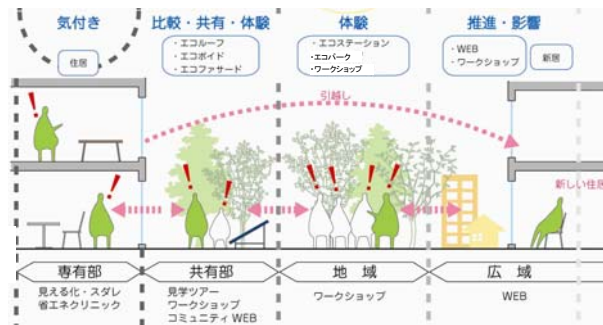 気付き
比較・共有・体験
体験
推進・影響
住居
・エコルーフ
・エコボイド
・エコファサード
・エコステーション
・エコパーク
・ワークショップ
・WEB
・ワークショップ
新居
引越し
新しい住居
専有部
共有部
地 域
広 域
見える化・スダレ
省エネクリニック
見学ツアー
ワークショップ
コミュニティ WEB
ワークショップ
WEB